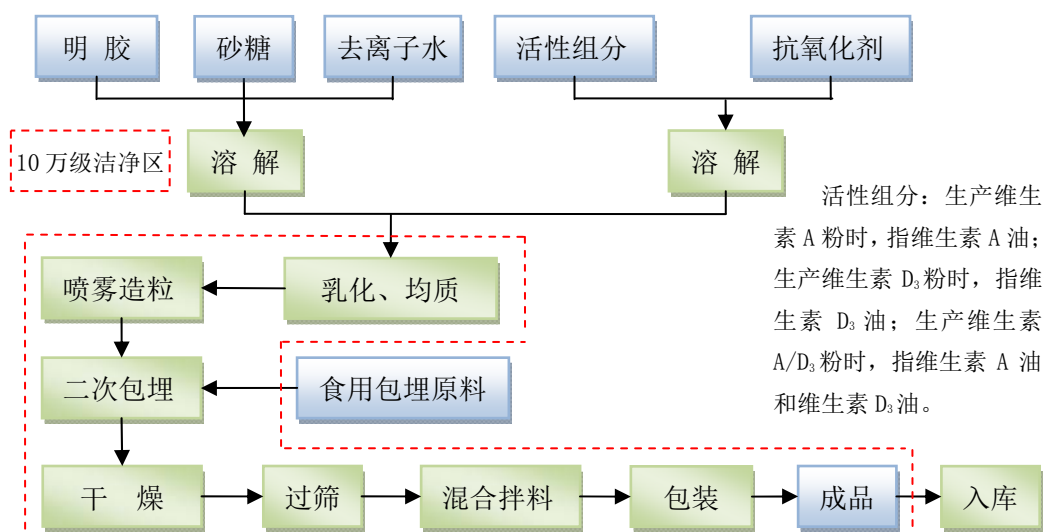 明 胶
砂糖
去离子水
活性组分
抗氧化剂
10 万级洁净区
溶 解
溶 解
活性组分：生产维生
素 A 粉时，指维生素 A 油；
生产维生素 D₃粉时，指维
生素 D₃油；生产维生素
A/D₃粉时，指维生素 A 油
和维生素 D₃油。
喷雾造粒
乳化、均质
二次包埋
食用包埋原料
干 燥
过筛
混合拌料
包装
成品
入库